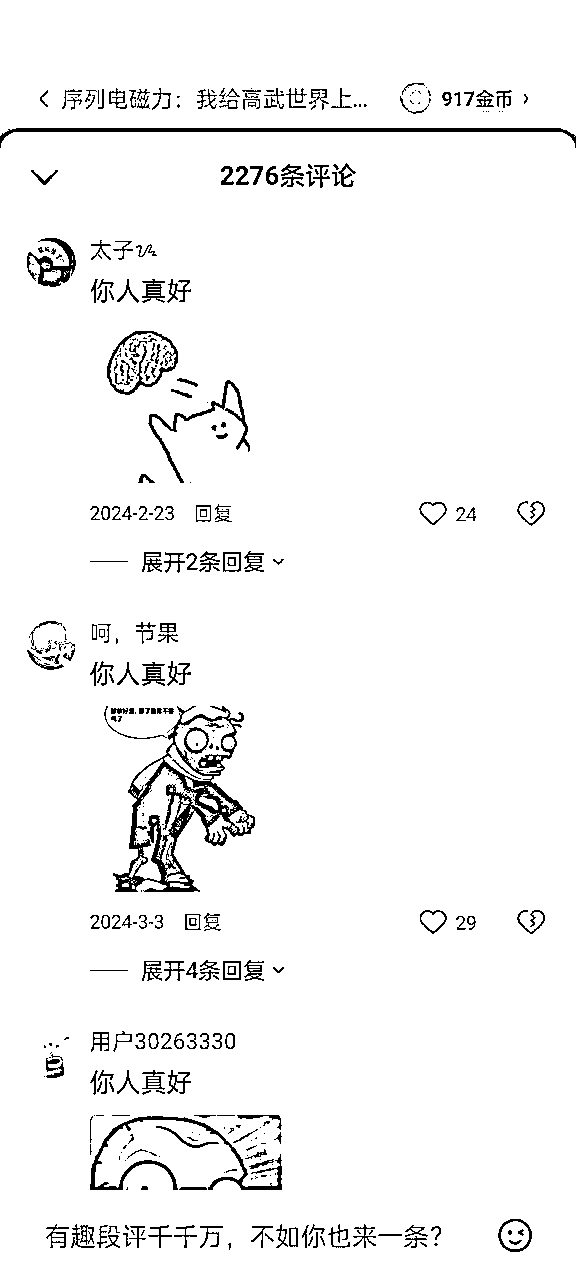 序列电磁力：我给高武世界上...
917金币
2276条评论
太子
你人真好
2024-2-23 回复
24
展开2条回复
呵，节果
你人真好
2024-3-3 回复
29
展开4条回复
用户30263330
你人真好
有趣段评千千万，不如你也来一条？